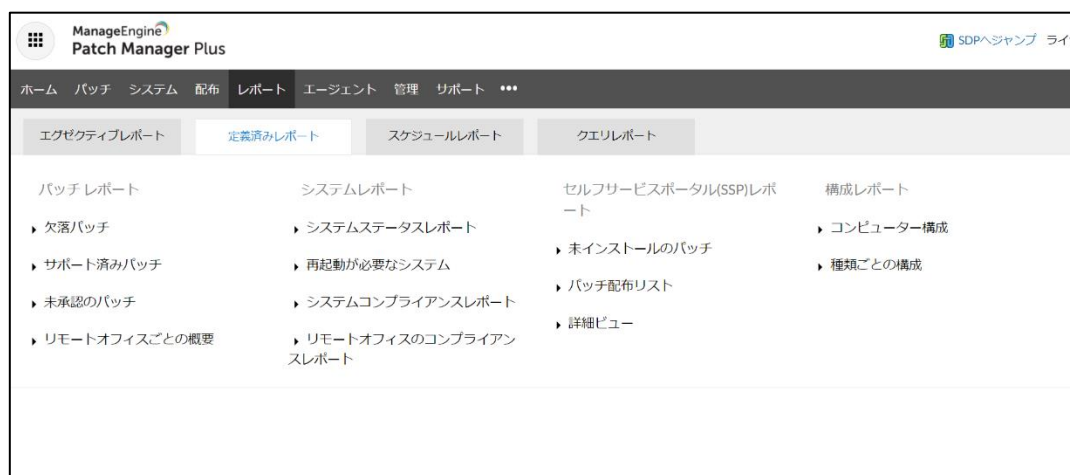 ManageEngine
Patch Manager Plus
SDPへジャンプ ライ
ホーム パッチ システム 配布 レポート エージェント 管理 サポート •••
エグゼクティブレポート 定義済みレポート スケジュールレポート クエリレポート
パッチ レポート
欠落パッチ
サポート済みパッチ
未承認のパッチ
リモートオフィスごとの概要
システムレポート
システムステータスレポート
再起動が必要なシステム
システムコンプライアンスレポート
リモートオフィスのコンプライアン
スレポート
セルフサービスポータル(SSP)レポ
ート
未インストールのパッチ
パッチ配布リスト
詳細ビュー
構成レポート
コンピューター構成
種類ごとの構成